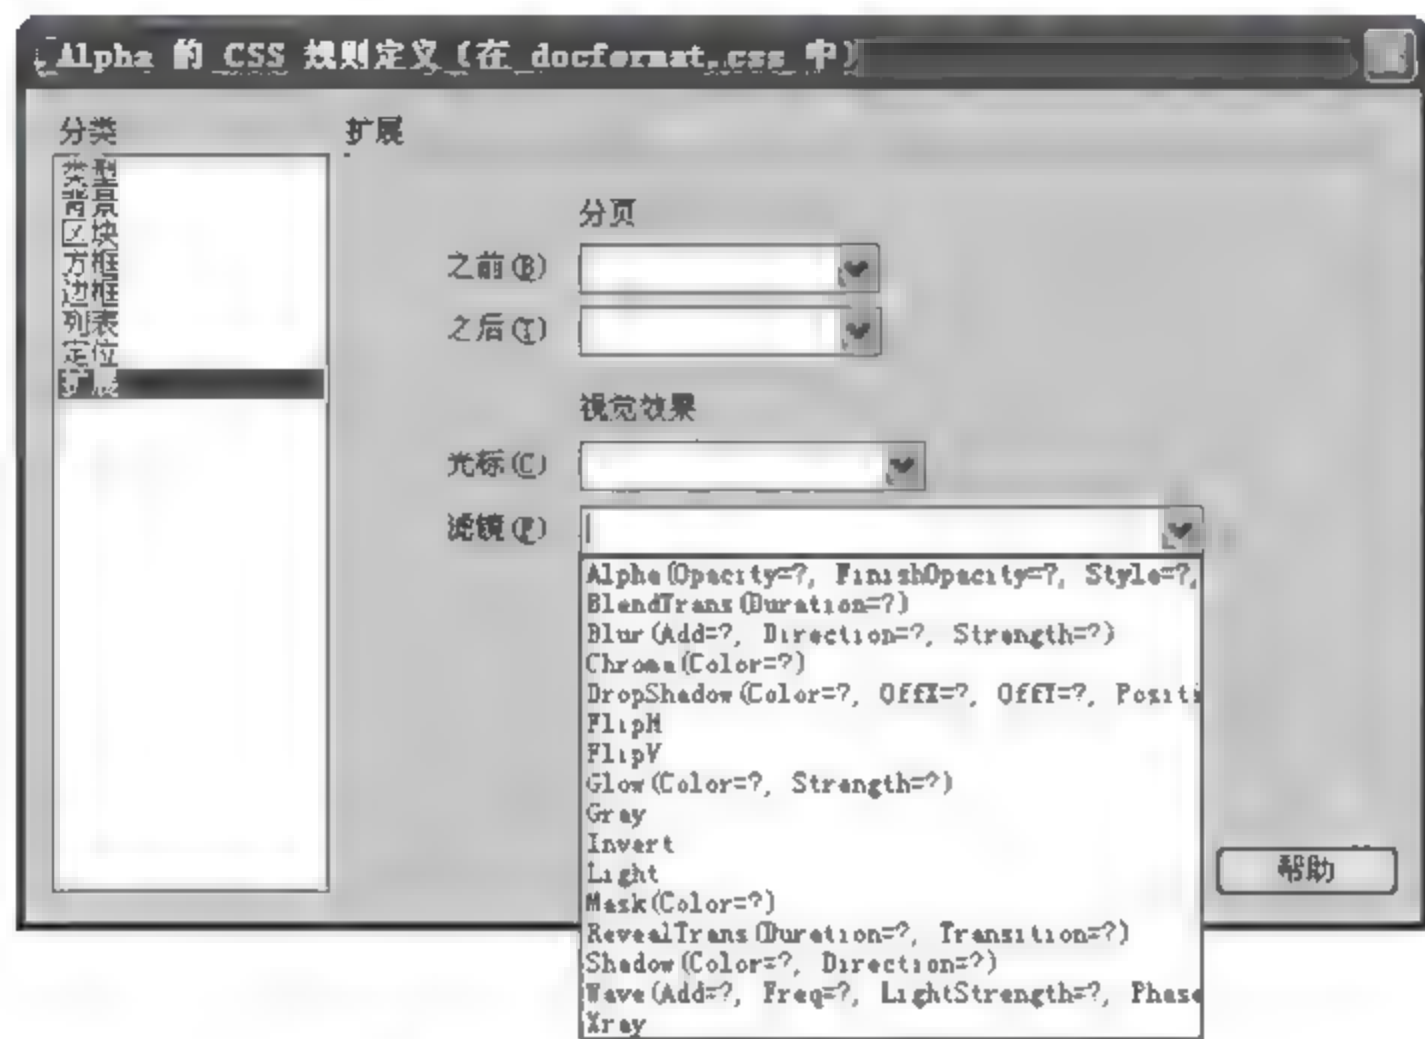 .Alpha 的 CSS 规则定义（在 docformat.css 中）
分类
扩展
类型
背景
区块
方框
边框
列表
定位
扩展
分页
之前(B)
之后(T)
视觉效果
光标(C)
滤镜(F)
Alpha(Opacity=?, FinishOpacity=?, Style=?,
BlendTrans(Duration=?)
Blur(Add=?, Direction=?, Strength=?)
Chroma(Color=?)
DropShadow(Color=?, OffX=?, OffY=?, Positi
FlipH
FlipV
Glow(Color=?, Strength=?)
Gray
Invert
Light
Mask(Color=?)
RevealTrans(Duration=?, Transition=?)
Shadow(Color=?, Direction=?)
Wave(Add=?, Freq=?, LightStrength=?, Phase
Xray
帮助